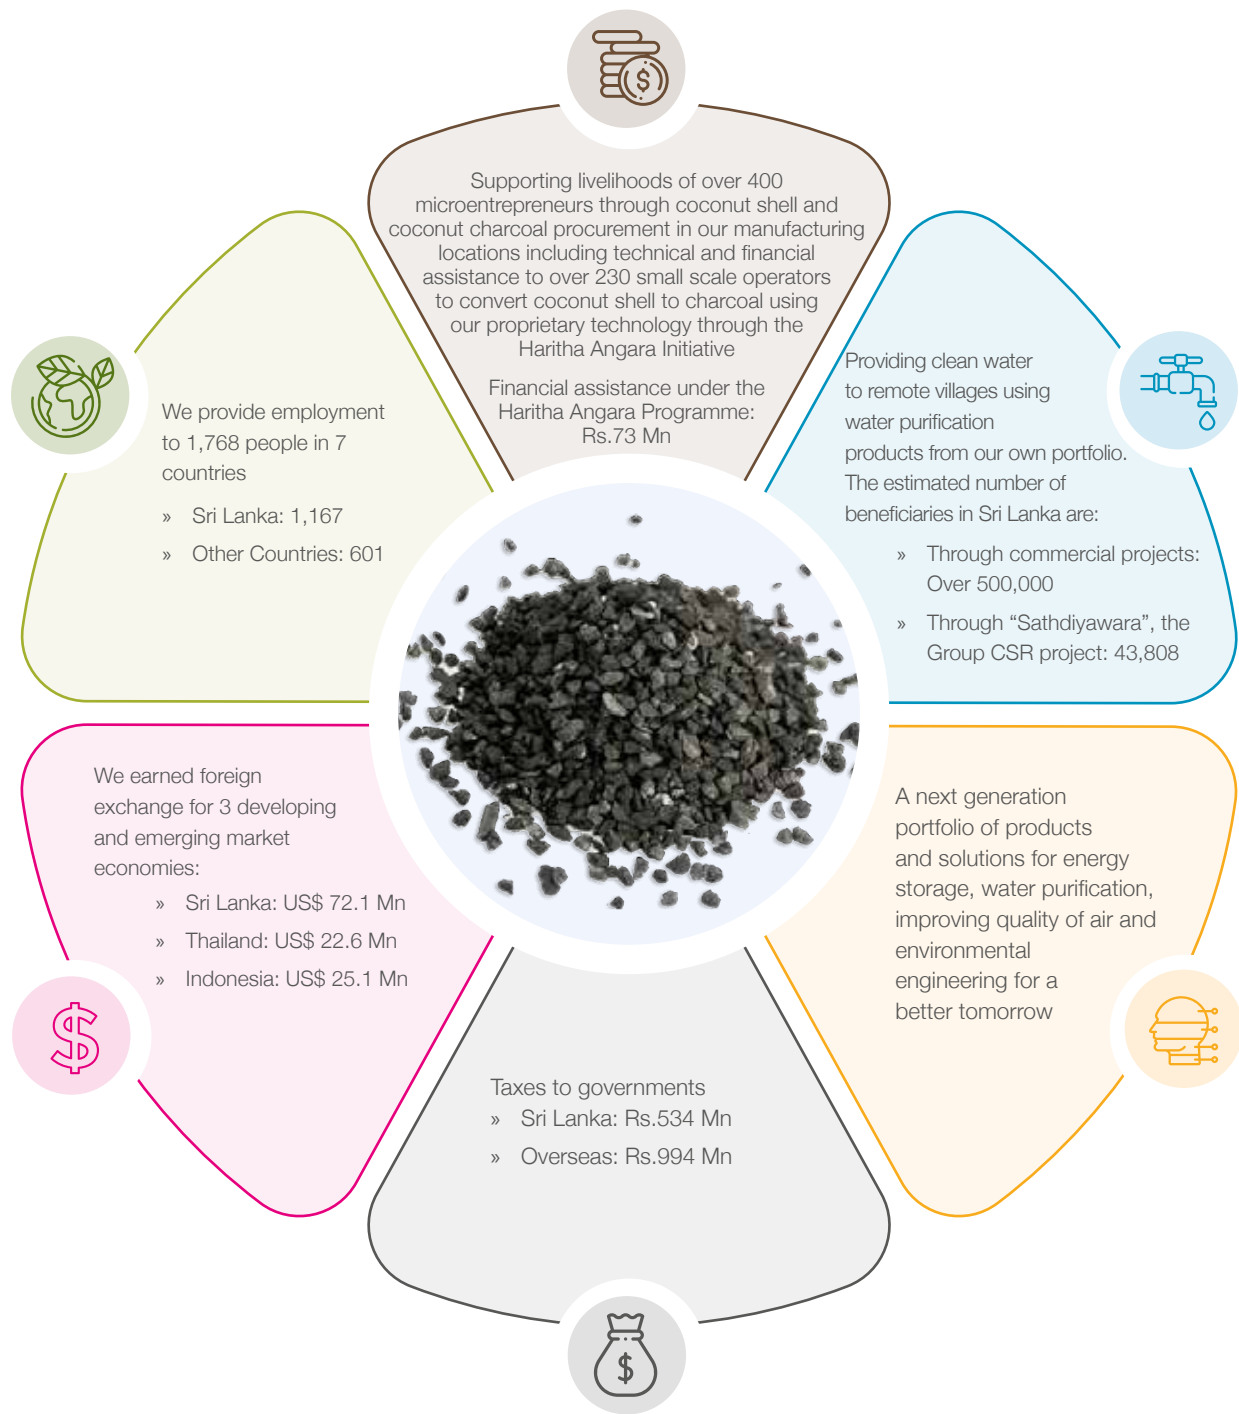 Supporting livelihoods of over 400
microentrepreneurs through coconut shell and
coconut charcoal procurement in our manufacturing
locations including technical and financial
assistance to over 230 small scale operators
to convert coconut shell to charcoal using
our proprietary technology through the
Haritha Angara Initiative
Financial assistance under the
Haritha Angara Programme:
Rs.73 Mn
We provide employment
to 1,768 people in 7
countries
» Sri Lanka: 1,167
» Other Countries: 601
Providing clean water
to remote villages using
water purification
products from our own portfolio.
The estimated number of
beneficiaries in Sri Lanka are:
» Through commercial projects:
Over 500,000
» Through “Sathdiyawara”, the
Group CSR project: 43,808
We earned foreign
exchange for 3 developing
and emerging market
economies:
» Sri Lanka: US$ 72.1 Mn
» Thailand: US$ 22.6 Mn
» Indonesia: US$ 25.1 Mn
A next generation
portfolio of products
and solutions for energy
storage, water purification,
improving quality of air and
environmental
engineering for a
better tomorrow
Taxes to governments
» Sri Lanka: Rs.534 Mn
» Overseas: Rs.994 Mn